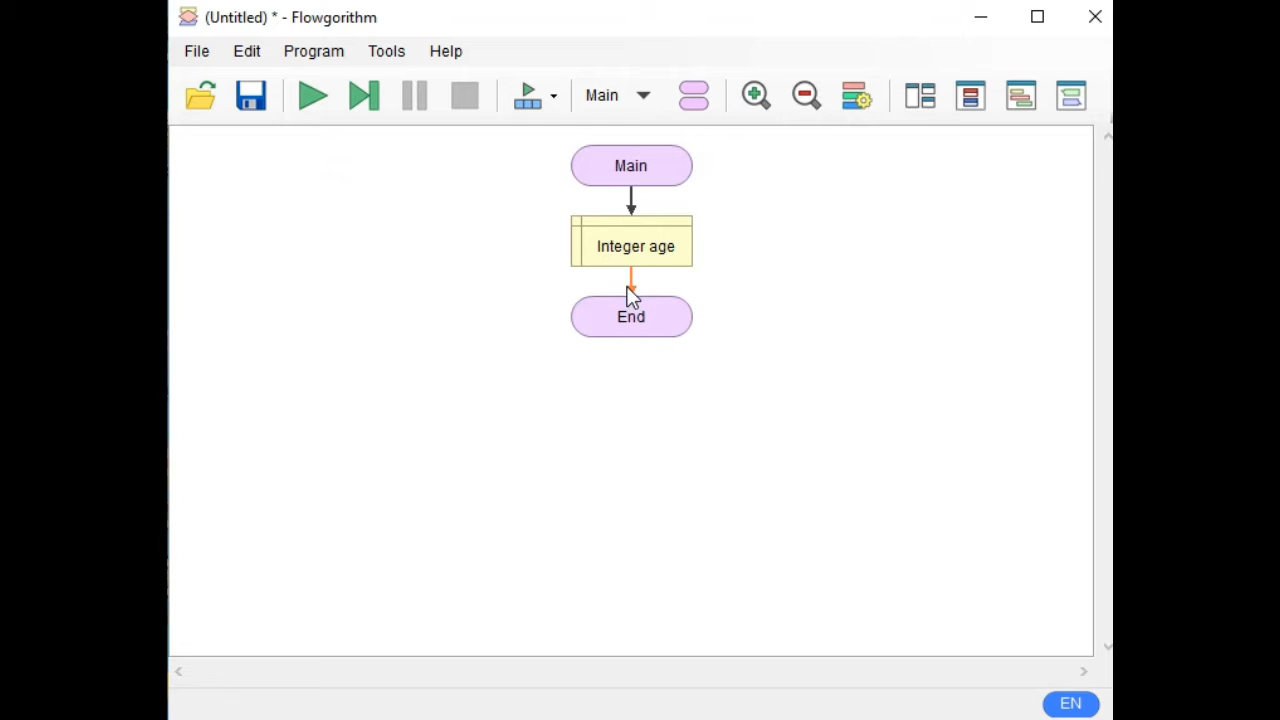 (Untitled) * - Flowgorithm
File Edit Program Tools Help
Main
Main
Integer age
End
EN